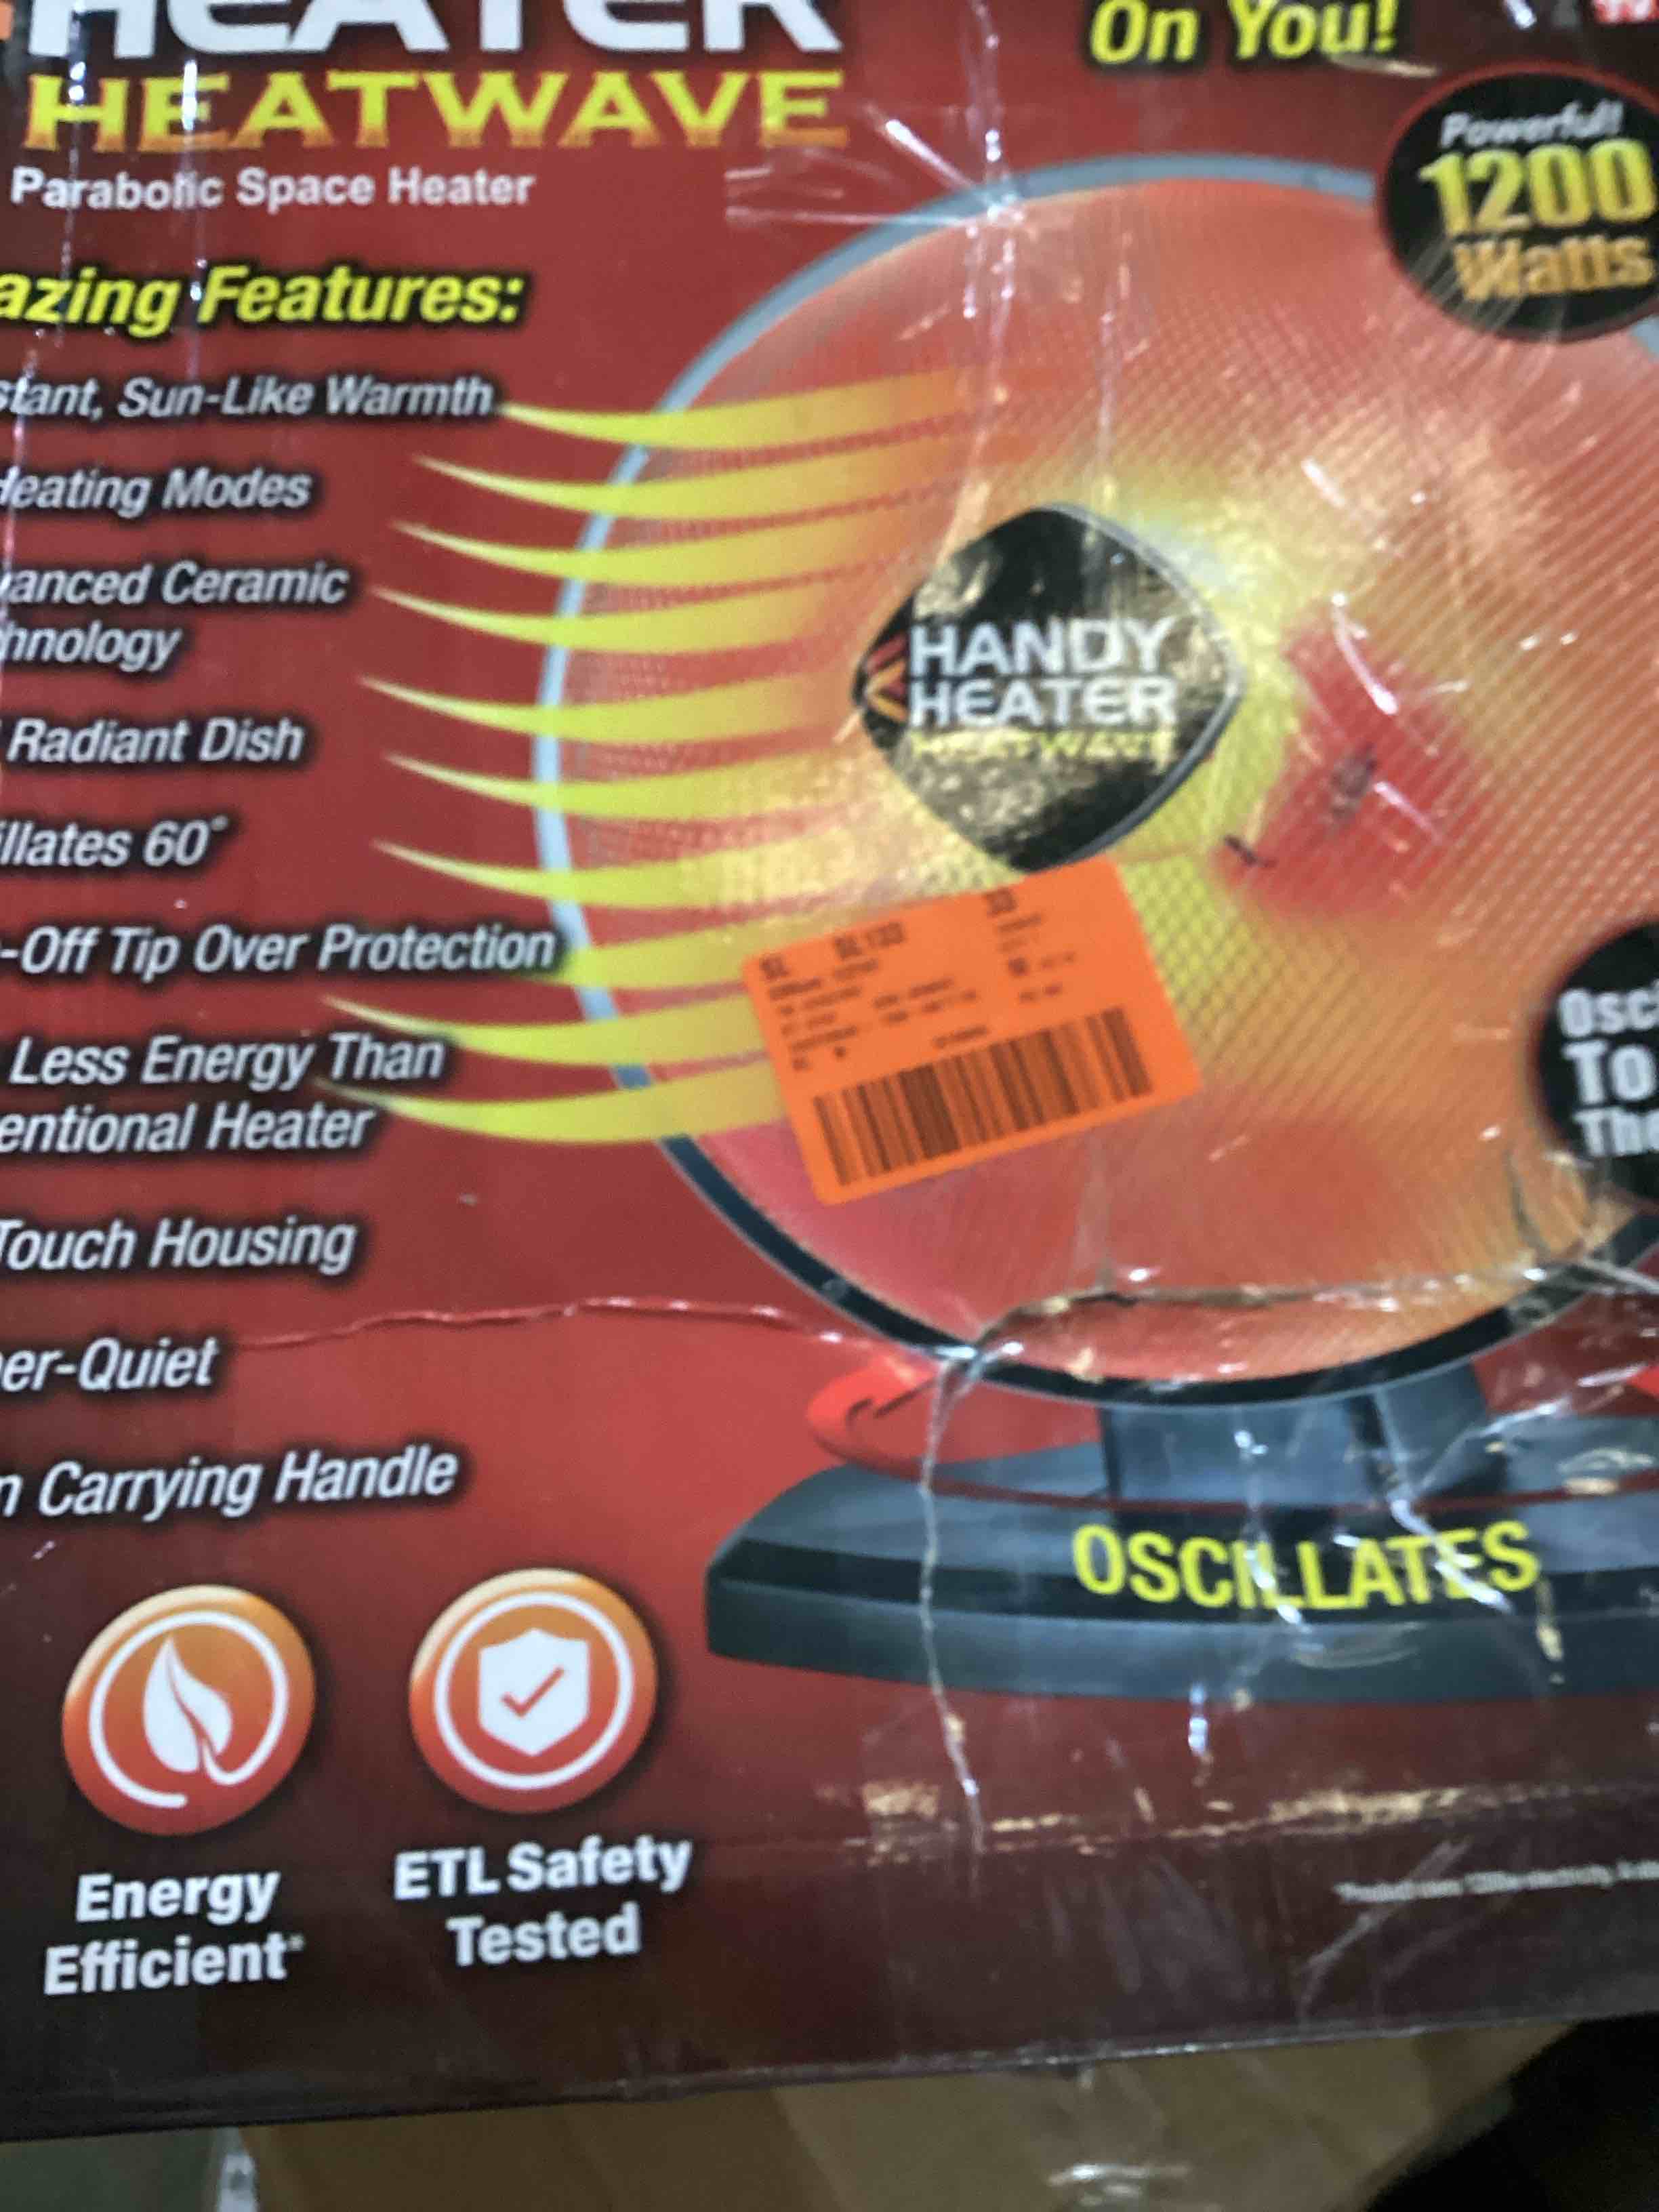 HEATER
HEATWAVE
Parabolic Space Heater
On You!
Powerful!
1200
Watts
azing Features:
stant, Sun-Like Warmth
Heating Modes
vanced Ceramic
hnology
Radiant Dish
illates 60°
-Off Tip Over Protection
Less Energy Than
entional Heater
Touch Housing
er-Quiet
n Carrying Handle
HANDY
HEATER
HEATWAVE
Osci
To
The
OSCILLATES
Energy
Efficient*
ETL Safety
Tested